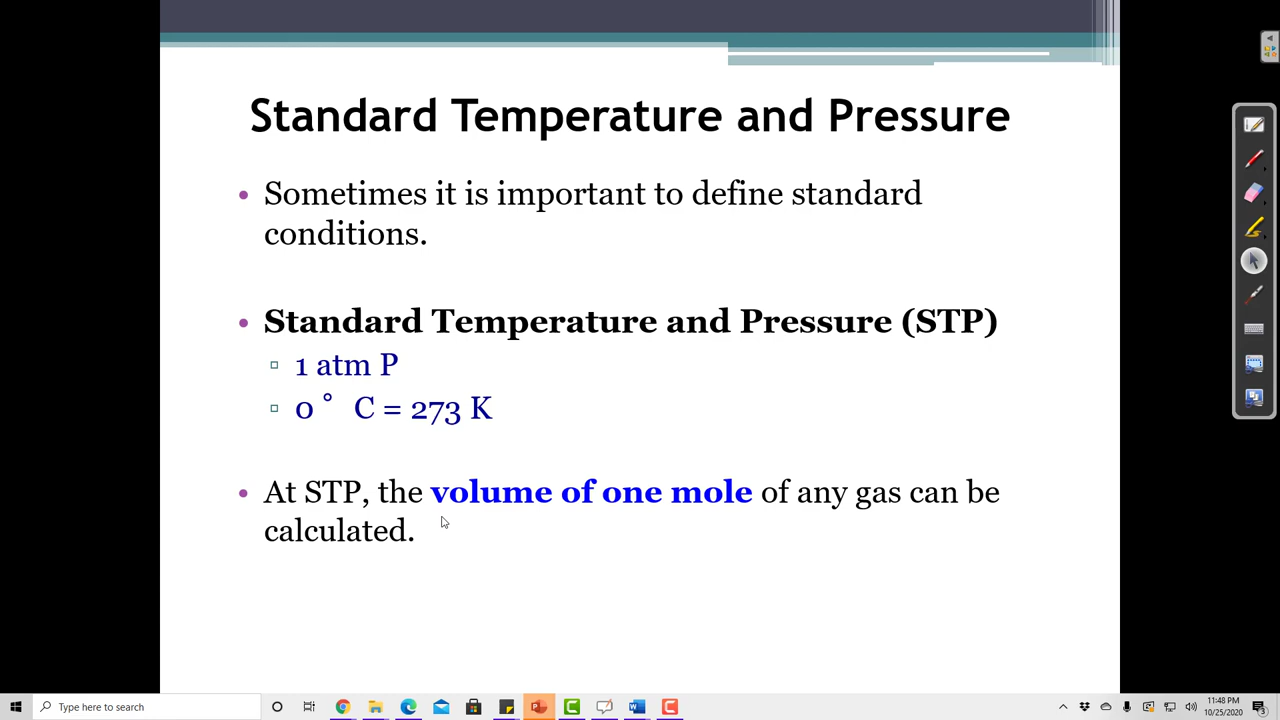 Standard Temperature and Pressure
• Sometimes it is important to define standard
conditions.
• Standard Temperature and Pressure (STP)
▫ 1 atm P
▫ 0 ° C = 273 K
• At STP, the volume of one mole of any gas can be
calculated.
Type here to search
11:48 PM
10/25/2020
3